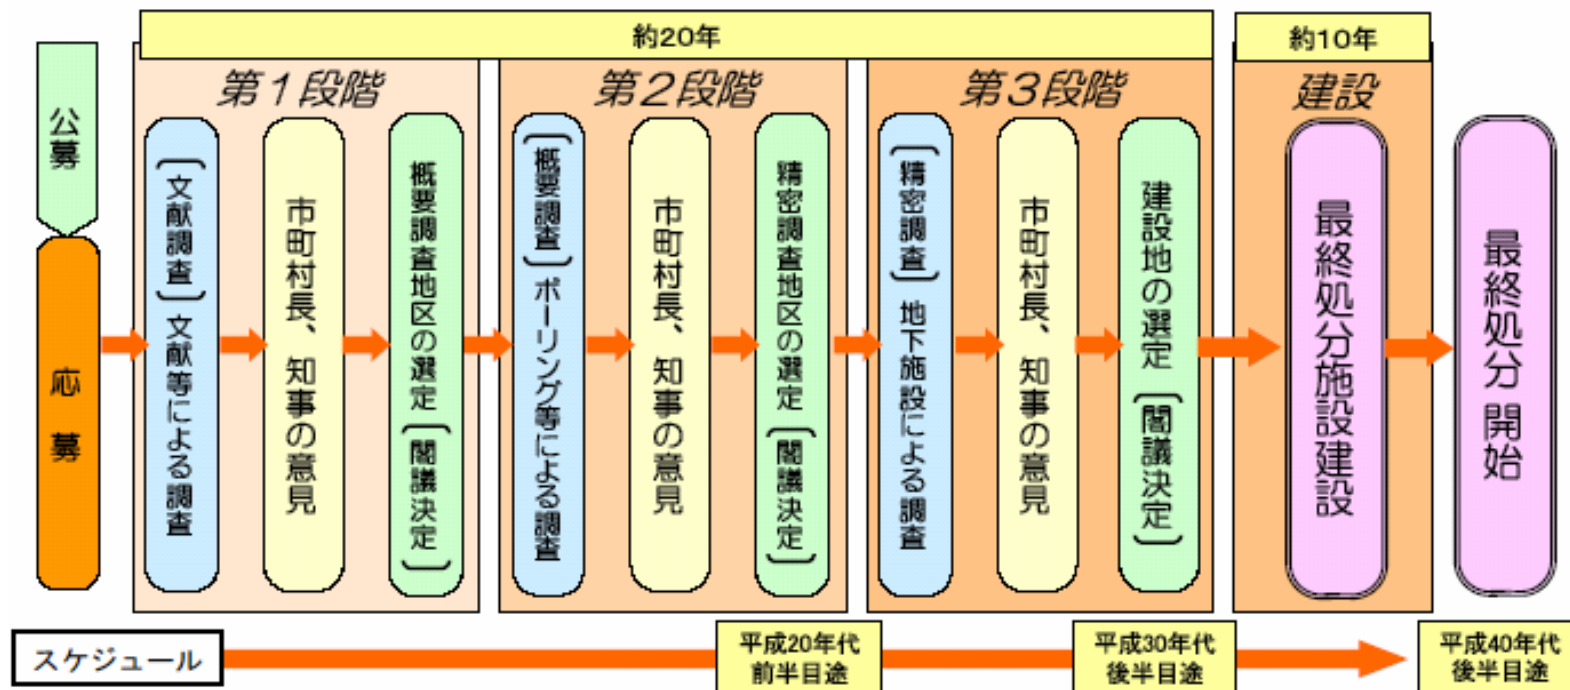 約20年
約10年
第1段階
第2段階
第3段階
建設
公募
応募
［文献調査］文献等による調査
市町村長、知事の意見
概要調査地区の選定［閣議決定］
［概要調査］ボーリング等による調査
市町村長、知事の意見
精密調査地区の選定［閣議決定］
［精密調査］地下施設による調査
市町村長、知事の意見
建設地の選定［閣議決定］
最終処分施設建設
最終処分開始
スケジュール
平成20年代
前半目途
平成30年代
後半目途
平成40年代
後半目途